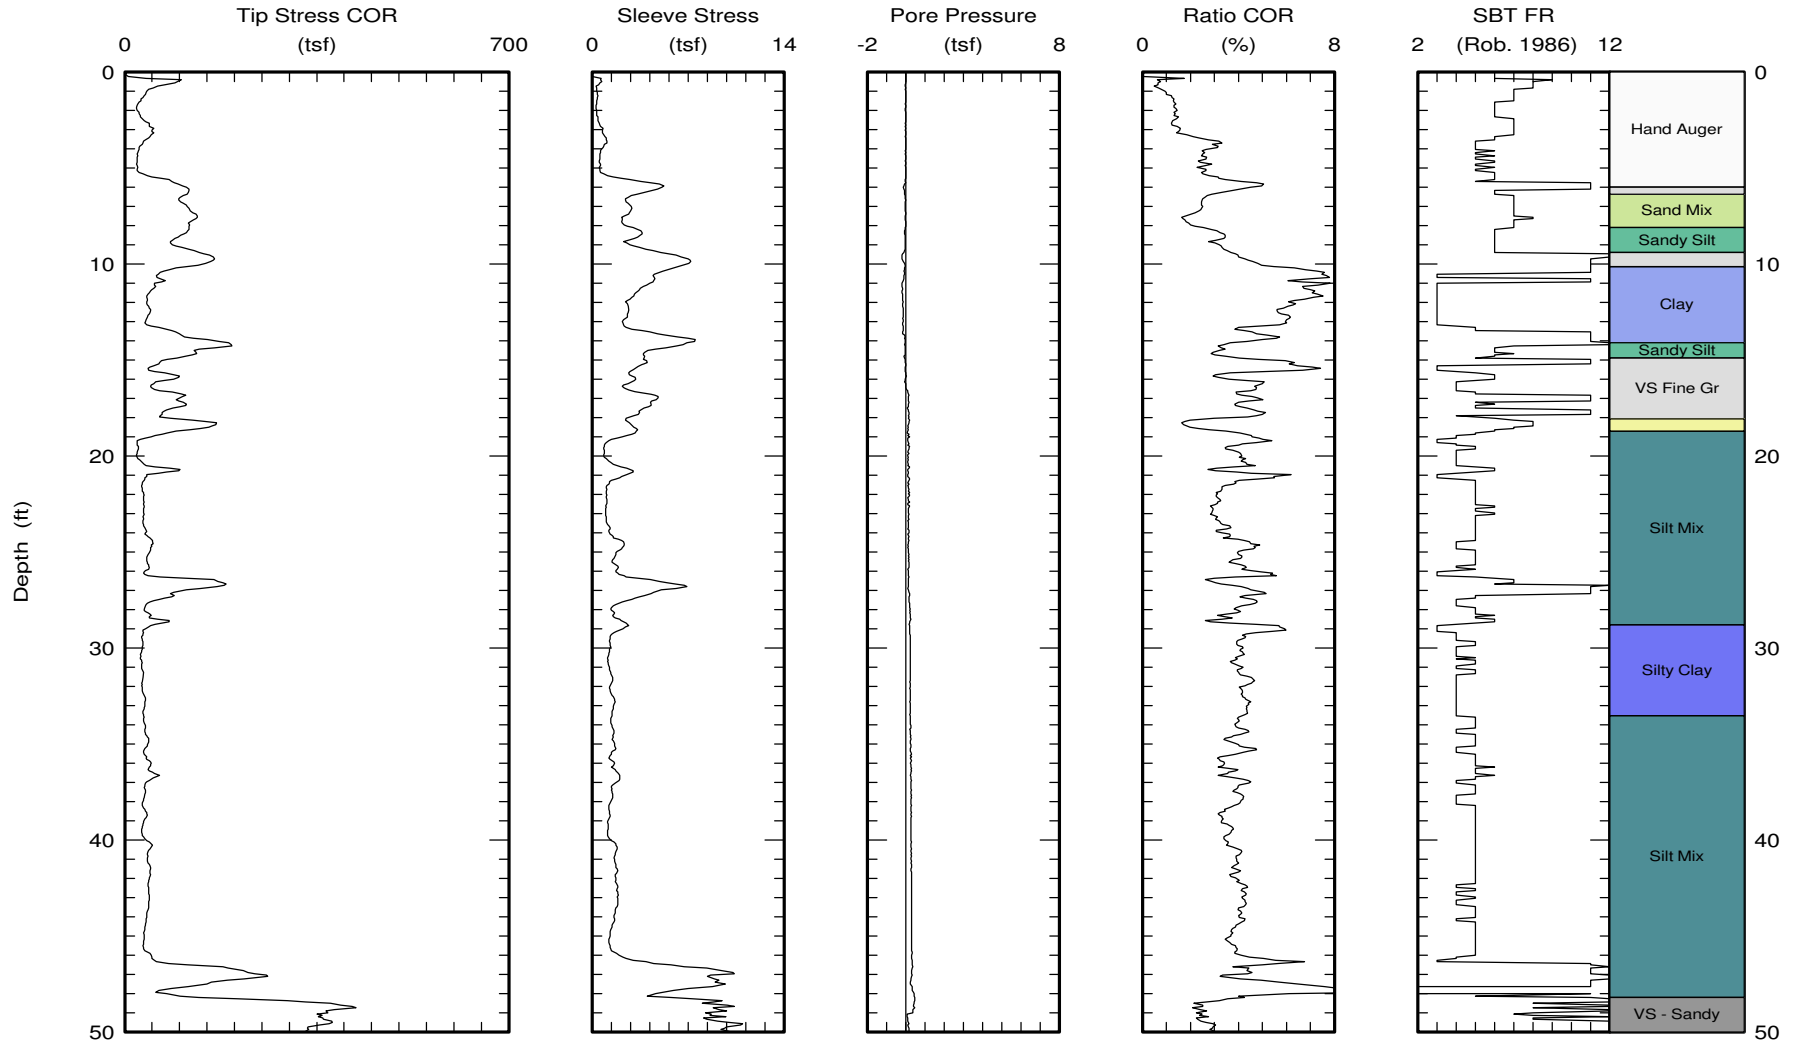 Tip Stress COR
Sleeve Stress
Pore Pressure
Ratio COR
SBT FR
0 (tsf) 700
0 (tsf) 14
-2 (tsf) 8
0 (%) 8
2 (Rob. 1986) 12
0 0
Hand Auger
Sand Mix
Sandy Silt
10 10
Clay
Sandy Silt
VS Fine Gr
20 20
Silt Mix
Depth (ft)
30 30
Silty Clay
40 40
Silt Mix
VS - Sandy
50 50